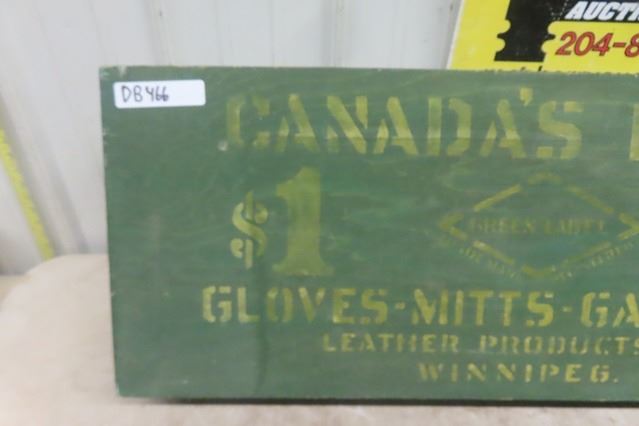 AUCTI
204-8
DB466
CANADA'S
$1
GREEN LABEL
GLOVES-MITTS-GA
LEATHER PRODUCTS
WINNIPEG.